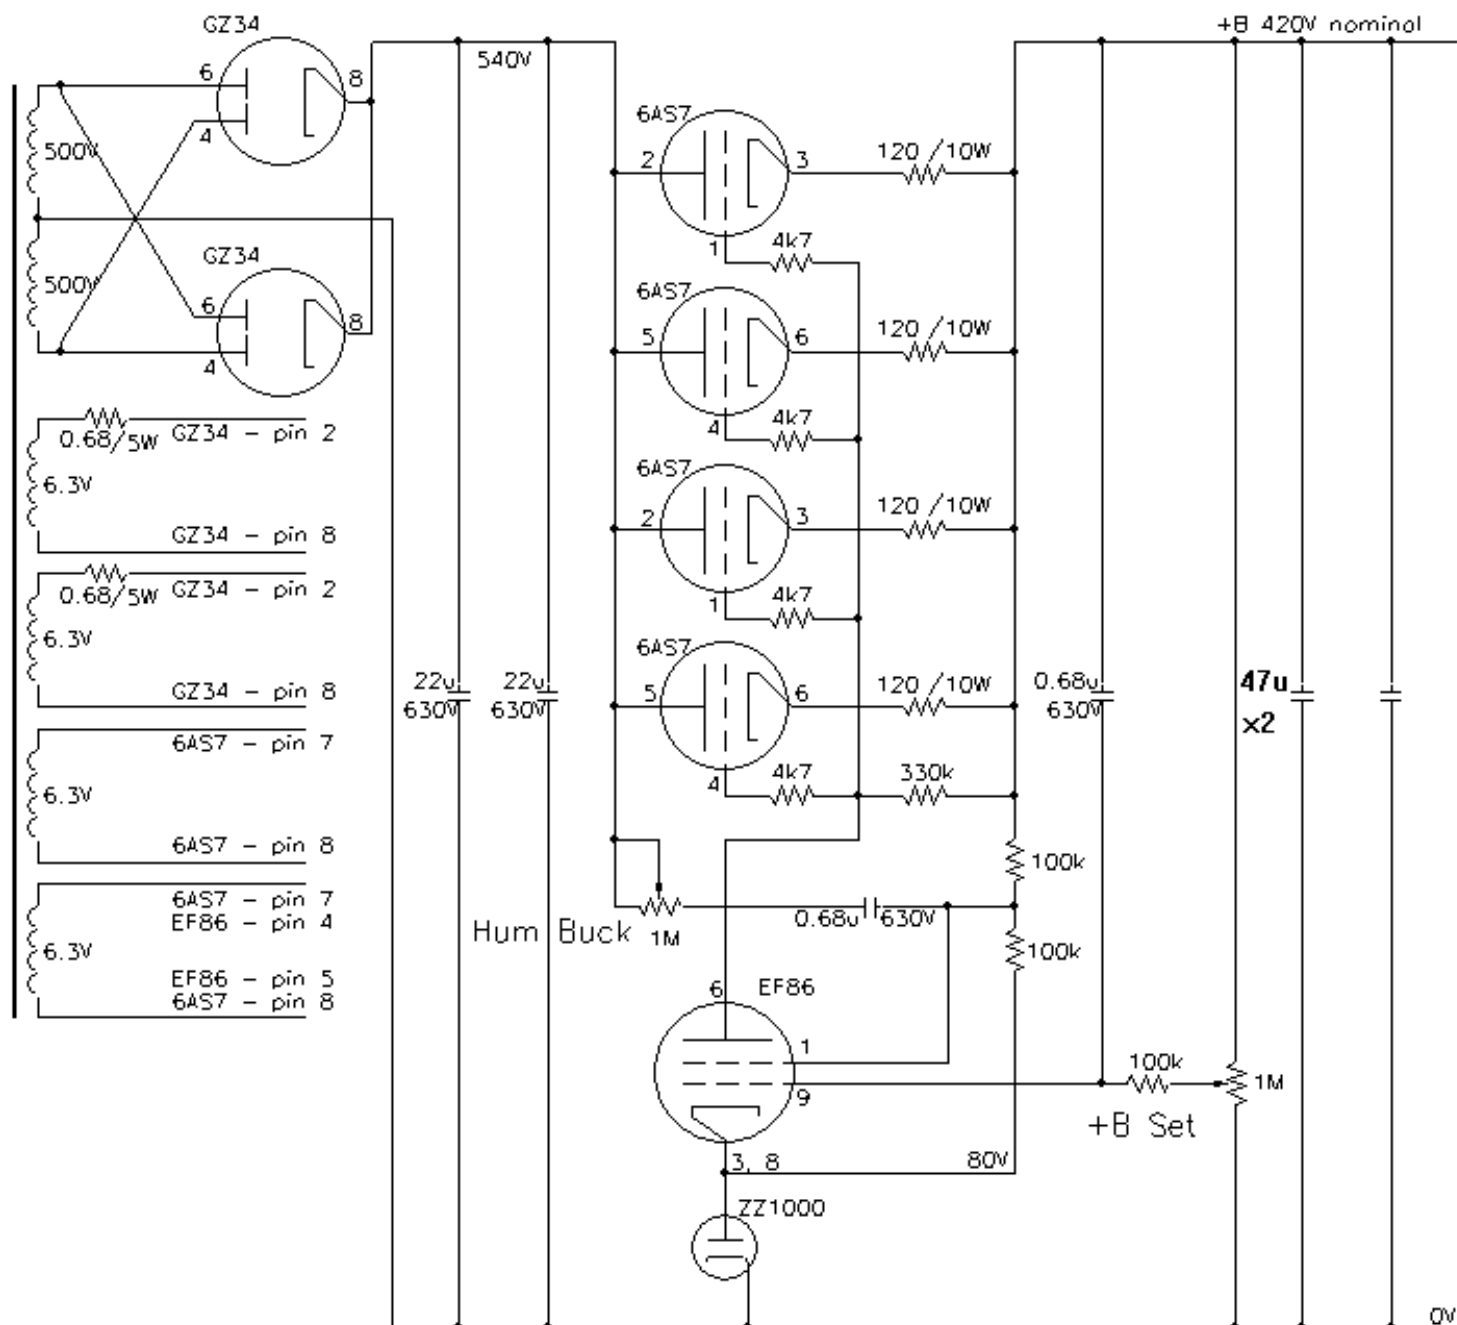 GZ34
+B 420V nominal
6
8
540V
4
500V
6AS7
2
3
120 /10W
1
4k7
GZ34
500V
6
8
4
6AS7
5
6
120 /10W
4
4k7
0.68/5W
GZ34 - pin 2
6.3V
GZ34 - pin 8
6AS7
2
3
120 /10W
1
4k7
0.68/5W
GZ34 - pin 2
6.3V
GZ34 - pin 8
6AS7
5
6
120 /10W
4
4k7
330k
22u
630V
22u
630V
0.68u
630V
47u
x2
6AS7 - pin 7
6.3V
6AS7 - pin 8
100k
Hum Buck
1M
0.68u
630V
100k
6AS7 - pin 7
EF86 - pin 4
6.3V
EF86 - pin 5
6AS7 - pin 8
6
EF86
1
9
100k
1M
+B Set
3, 8
80V
ZZ1000
0V